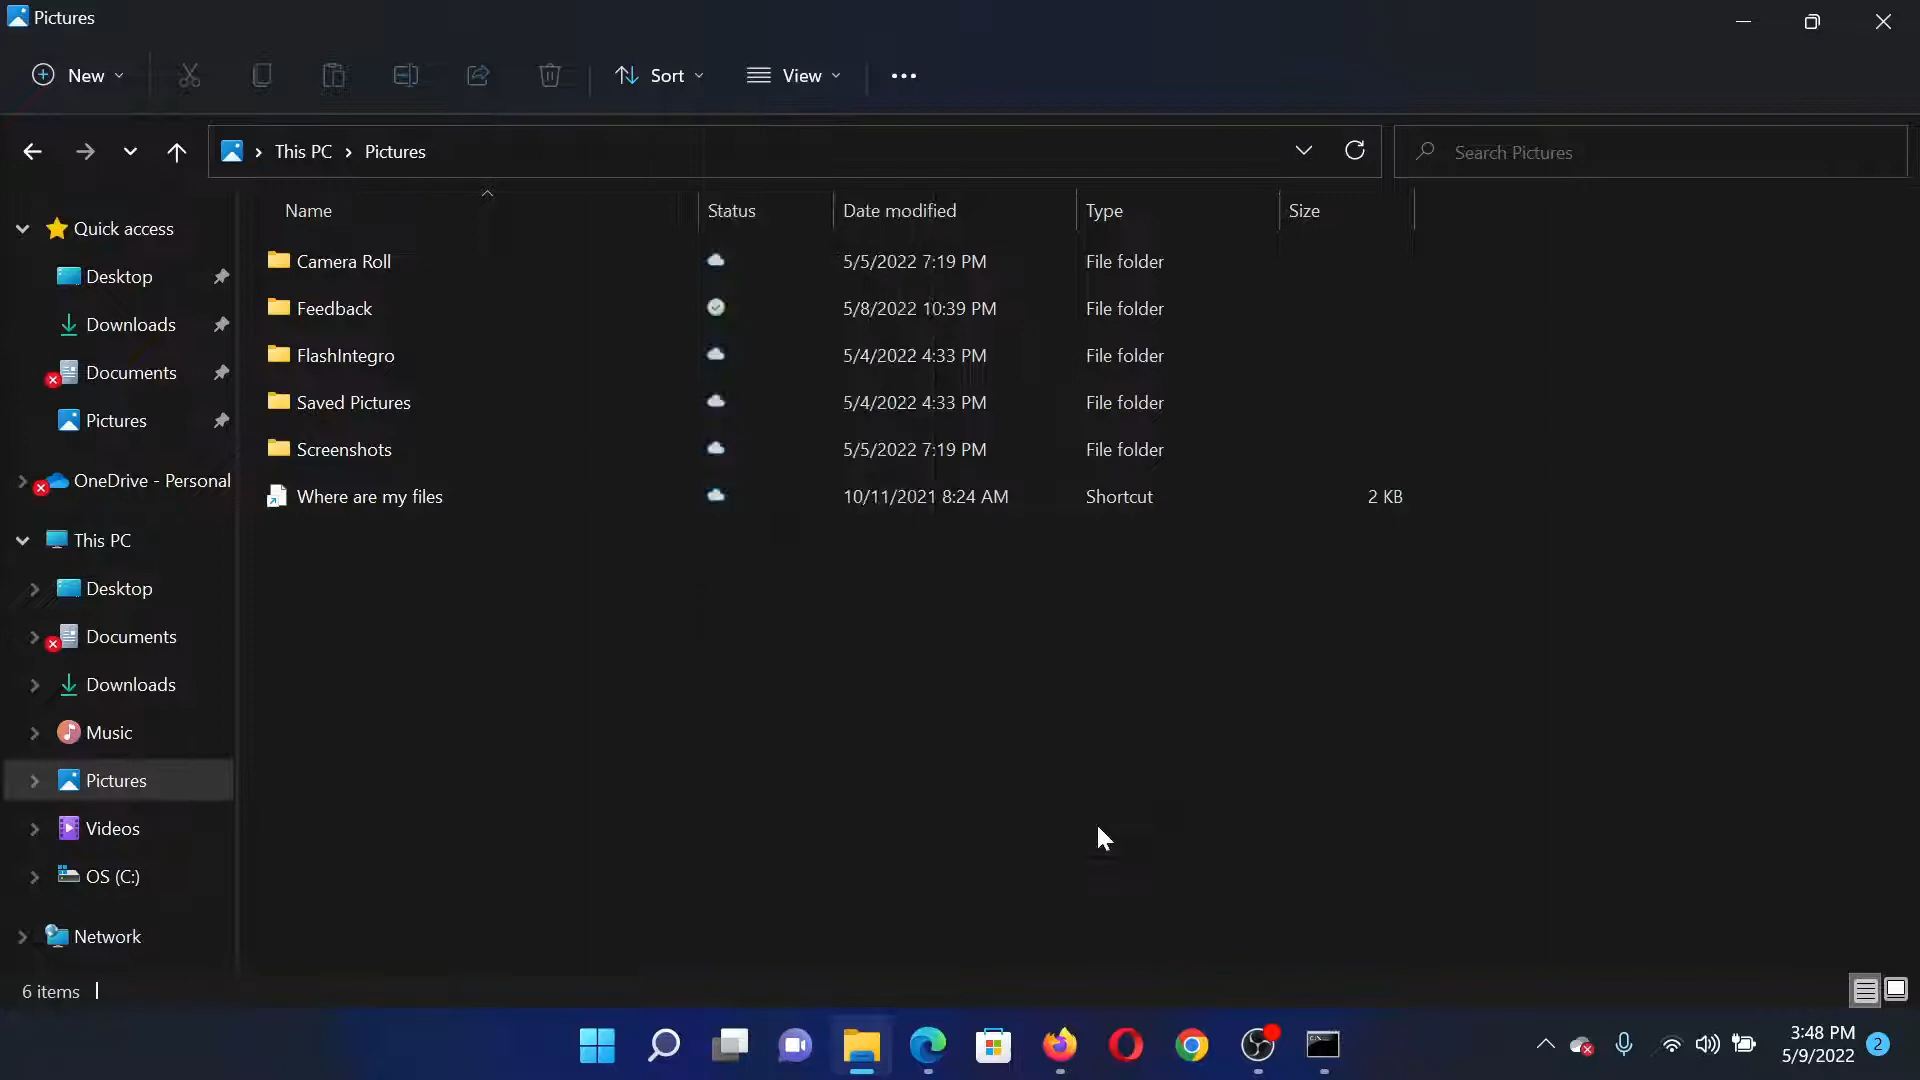 Pictures
New Sort View
This PC Pictures Search Pictures
Name Status Date modified Type Size
Quick access
Desktop
Downloads
Documents
Pictures
OneDrive - Personal
This PC
Desktop
Documents
Downloads
Music
Pictures
Videos
OS (C:)
Network
Camera Roll 5/5/2022 7:19 PM File folder
Feedback 5/8/2022 10:39 PM File folder
FlashIntegro 5/4/2022 4:33 PM File folder
Saved Pictures 5/4/2022 4:33 PM File folder
Screenshots 5/5/2022 7:19 PM File folder
Where are my files 10/11/2021 8:24 AM Shortcut 2 KB
6 items
3:48 PM
5/9/2022 2